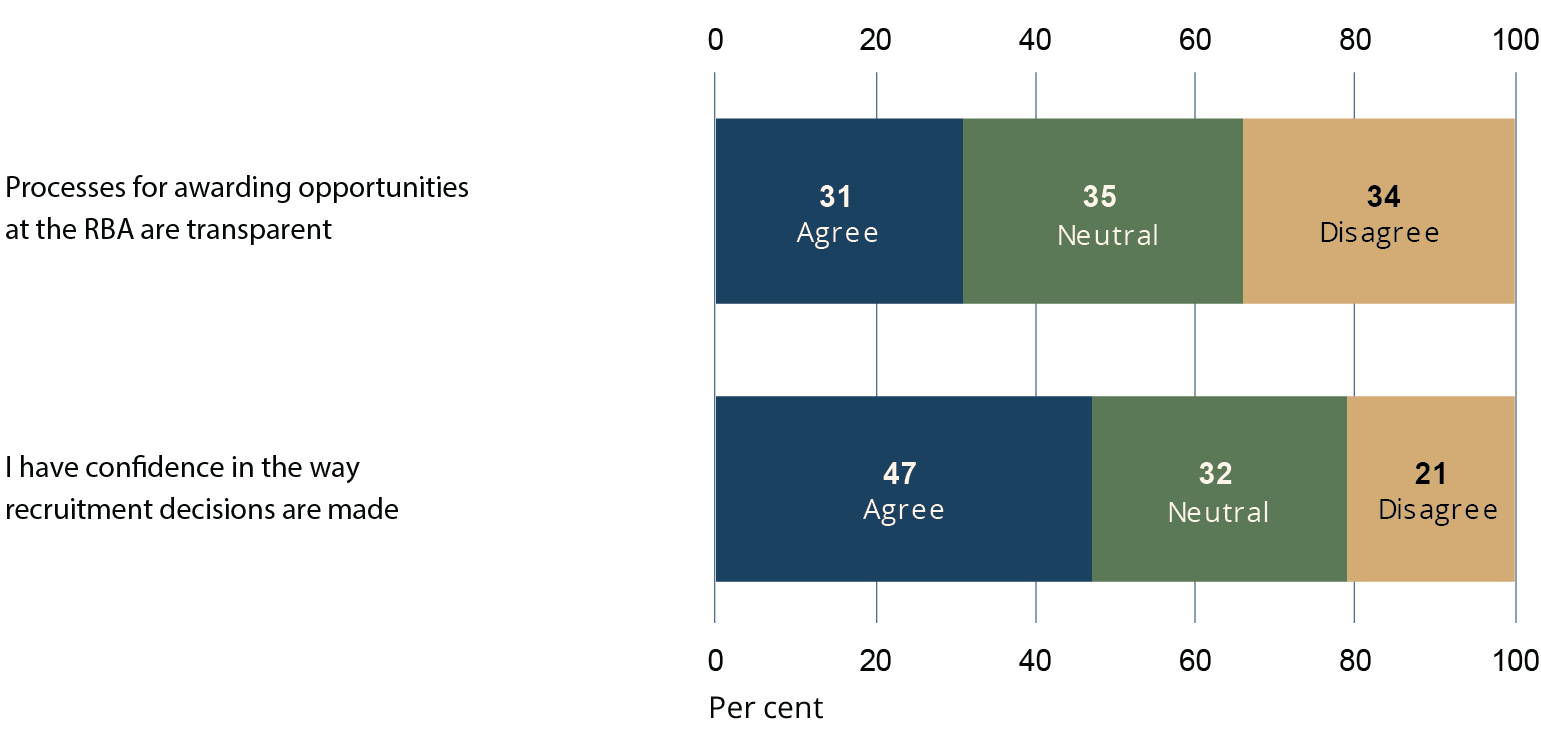 0 20 40 60 80 100
Processes for awarding opportunities
at the RBA are transparent
31 35 34
Agree Neutral Disagree
I have confidence in the way
recruitment decisions are made
47 32 21
Agree Neutral Disagree
0 20 40 60 80 100
Per cent